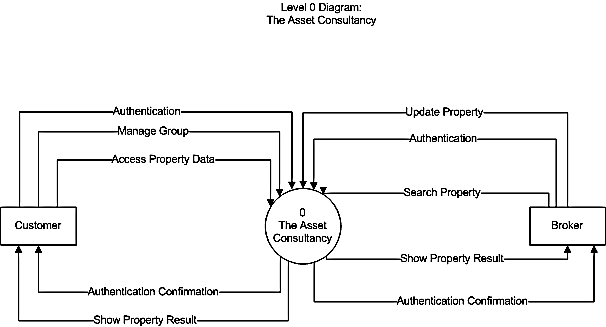 Level 0 Diagram:
The Asset Consultancy
Authentication
Update Property
Manage Group
Authentication
Access Property Data
Search Property
Customer
0
The Asset
Consultancy
Broker
Show Property Result
Authentication Confirmation
Authentication Confirmation
Show Property Result